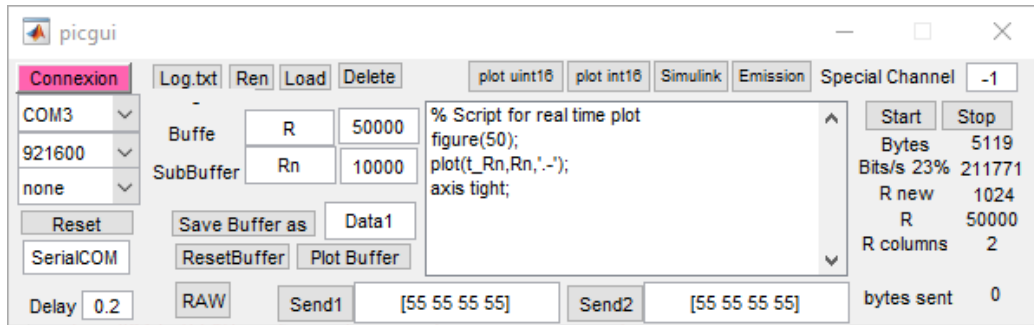 picgui
Connexion Log.txt Ren Load Delete plot uint16 plot int16 Simulink Emission Special Channel -1
COM3
921600
none
Reset
SerialCOM
Delay 0.2
-
Buffe R 50000
SubBuffer Rn 10000
Save Buffer as Data1
ResetBuffer Plot Buffer
RAW Send1 [55 55 55 55] Send2 [55 55 55 55]
% Script for real time plot
figure(50);
plot(t_Rn,Rn,'.-');
axis tight;
Start Stop
Bytes 5119
Bits/s 23% 211771
R new 1024
R 50000
R columns 2
bytes sent 0